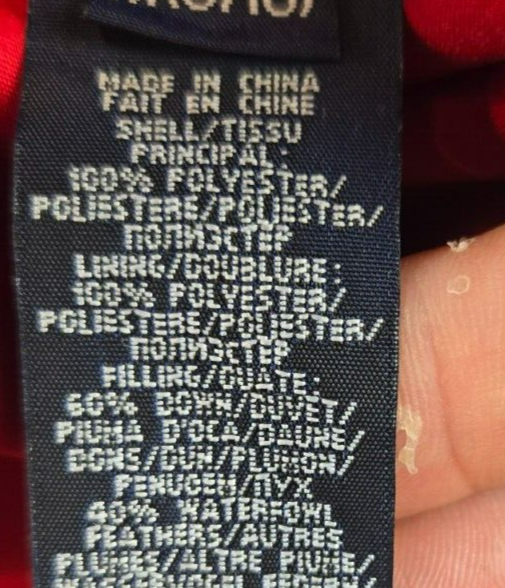 MADE IN CHINA
FAIT EN CHINE
SHELL/TISSU
PRINCIPAL:
100% POLYESTER/
POLIESTERE/POLIESTER/
ПОЛИЭСТЕР
LINING/DOUBLURE:
100% POLYESTER/
POLIESTERE/POLIESTER/
ПОЛИЭСТЕР
FILLING/OUATE:
60% DOWN/DUVET/
PIUMA D'OCA/DAUNE/
DONS/DUN/PLUMON/
PENUGEM/ПУХ
40% WATERFOWL
FEATHERS/AUTRES
PLUMES/ALTRE PIUME/